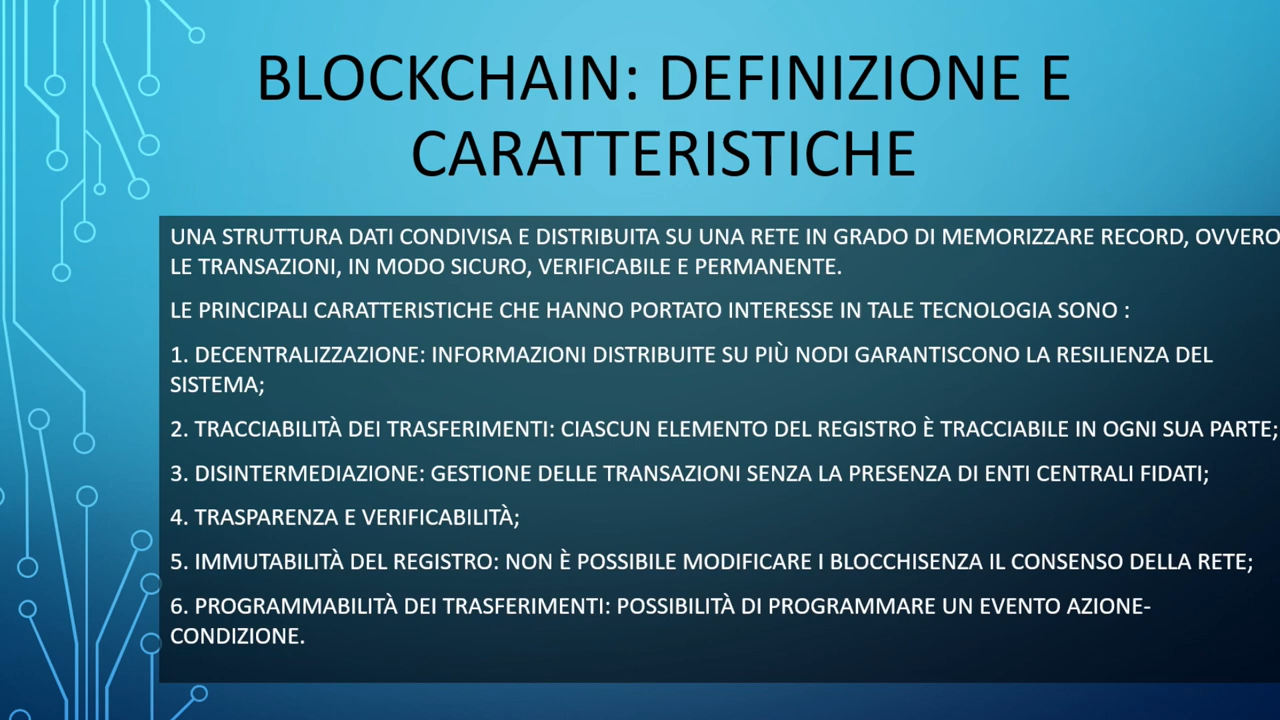 BLOCKCHAIN: DEFINIZIONE E
CARATTERISTICHE
UNA STRUTTURA DATI CONDIVISA E DISTRIBUITA SU UNA RETE IN GRADO DI MEMORIZZARE RECORD, OVVERO
LE TRANSAZIONI, IN MODO SICURO, VERIFICABILE E PERMANENTE.
LE PRINCIPALI CARATTERISTICHE CHE HANNO PORTATO INTERESSE IN TALE TECNOLOGIA SONO :
1. DECENTRALIZZAZIONE: INFORMAZIONI DISTRIBUITE SU PIÙ NODI GARANTISCONO LA RESILIENZA DEL
SISTEMA;
2. TRACCIABILITÀ DEI TRASFERIMENTI: CIASCUN ELEMENTO DEL REGISTRO È TRACCIABILE IN OGNI SUA PARTE;
3. DISINTERMEDIAZIONE: GESTIONE DELLE TRANSAZIONI SENZA LA PRESENZA DI ENTI CENTRALI FIDATI;
4. TRASPARENZA E VERIFICABILITÀ;
5. IMMUTABILITÀ DEL REGISTRO: NON È POSSIBILE MODIFICARE I BLOCCHISENZA IL CONSENSO DELLA RETE;
6. PROGRAMMABILITÀ DEI TRASFERIMENTI: POSSIBILITÀ DI PROGRAMMARE UN EVENTO AZIONE-
CONDIZIONE.